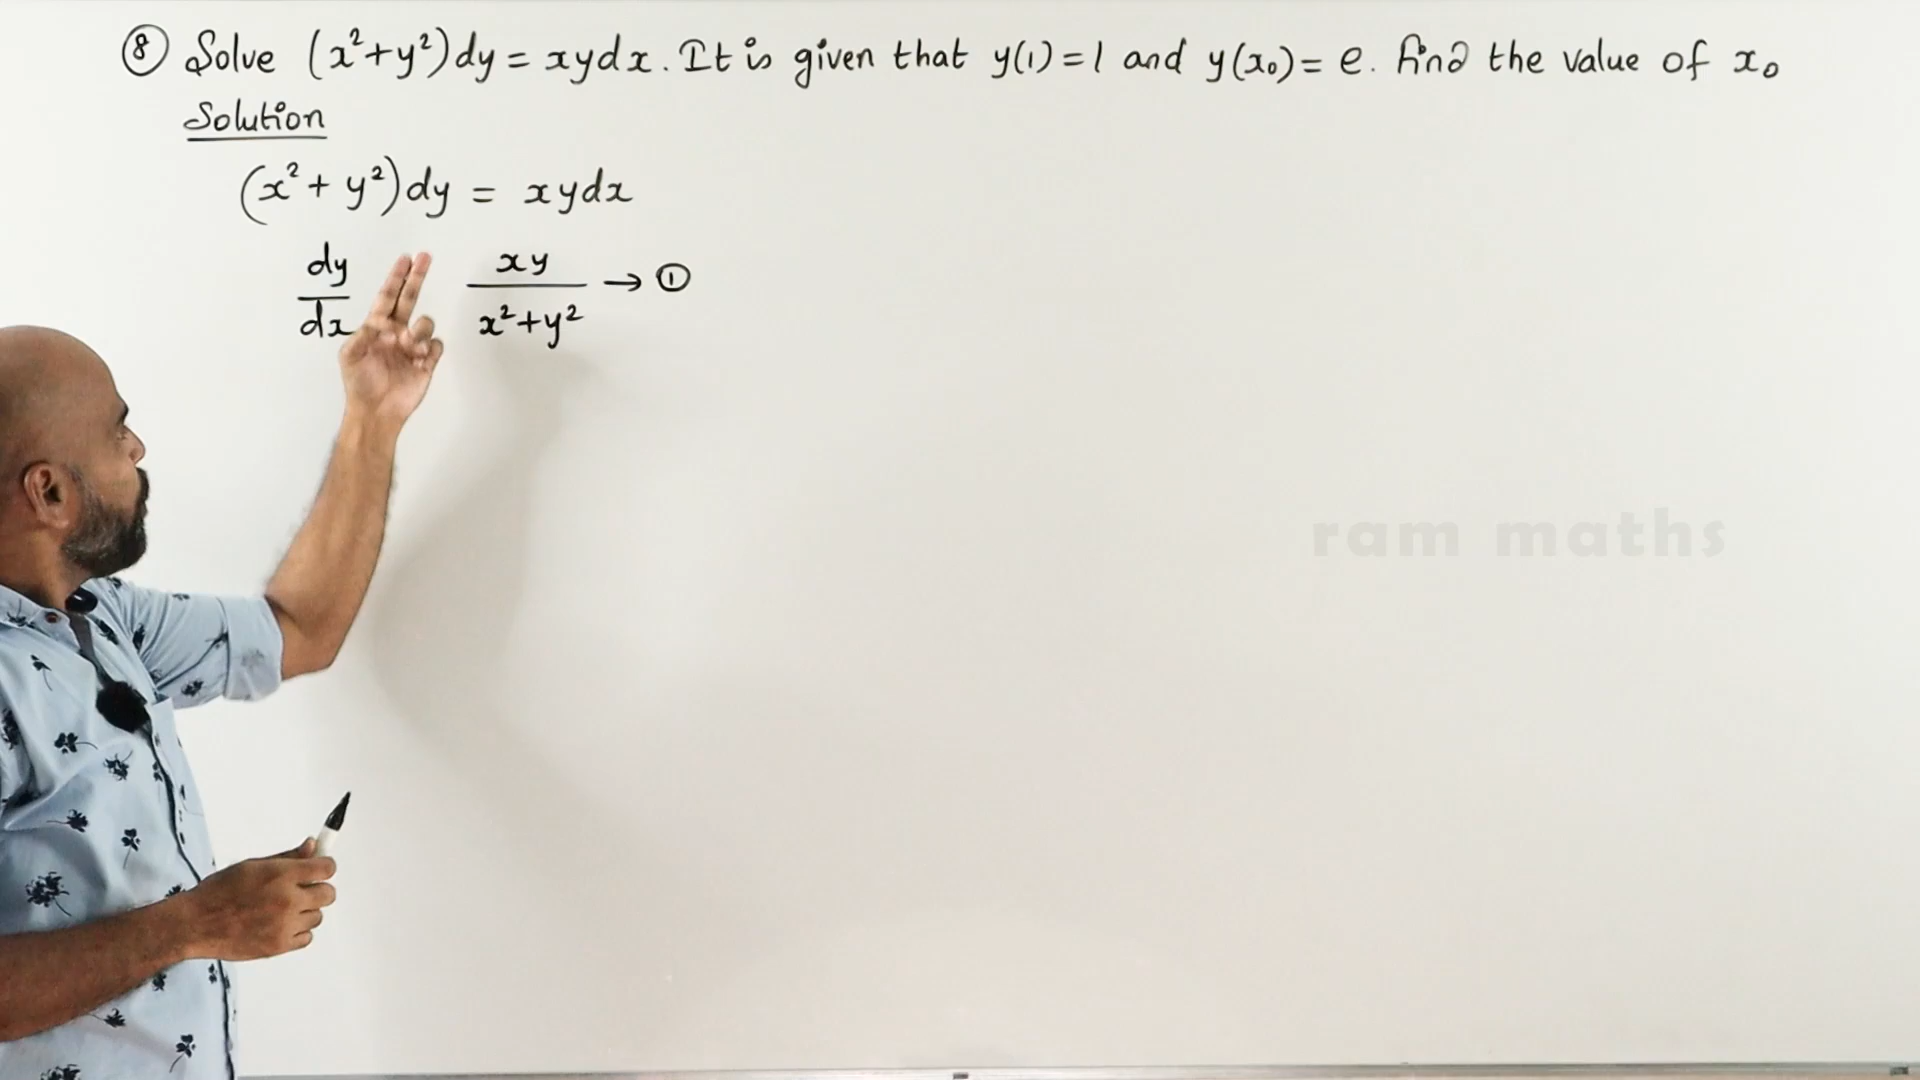 ⑧ Solve (x²+y²)dy = xydx. It is given that y(1)=1 and y(x₀)= e. find the value of x₀
Solution
(x²+ y²)dy = xydx
dy/dx xy/x²+y² → ①
ram maths